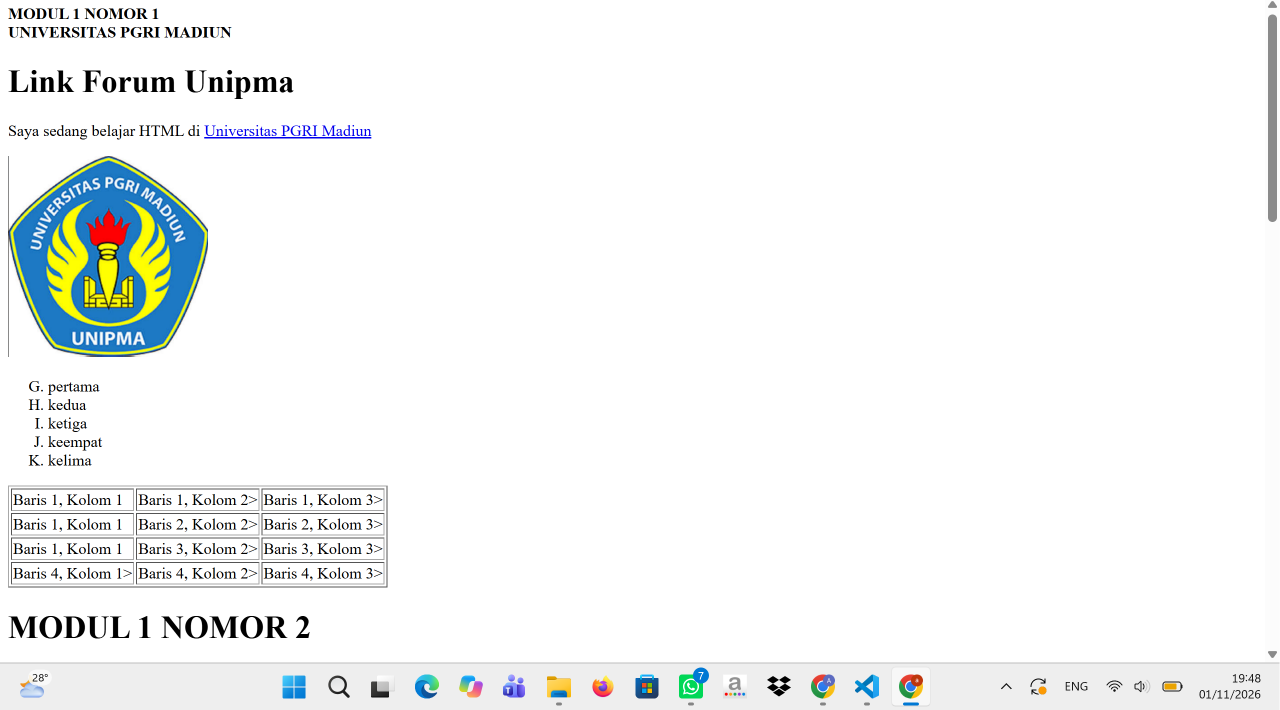 MODUL 1 NOMOR 1
UNIVERSITAS PGRI MADIUN
Link Forum Unipma
Saya sedang belajar HTML di Universitas PGRI Madiun
UNIVERSITAS PGRI MADIUN
UNIPMA
G. pertama
H. kedua
I. ketiga
J. keempat
K. kelima
Baris 1, Kolom 1 Baris 1, Kolom 2> Baris 1, Kolom 3>
Baris 1, Kolom 1 Baris 2, Kolom 2> Baris 2, Kolom 3>
Baris 1, Kolom 1 Baris 3, Kolom 2> Baris 3, Kolom 3>
Baris 4, Kolom 1> Baris 4, Kolom 2> Baris 4, Kolom 3>
MODUL 1 NOMOR 2
28°
7
a
A
a
ENG
19:48
01/11/2026